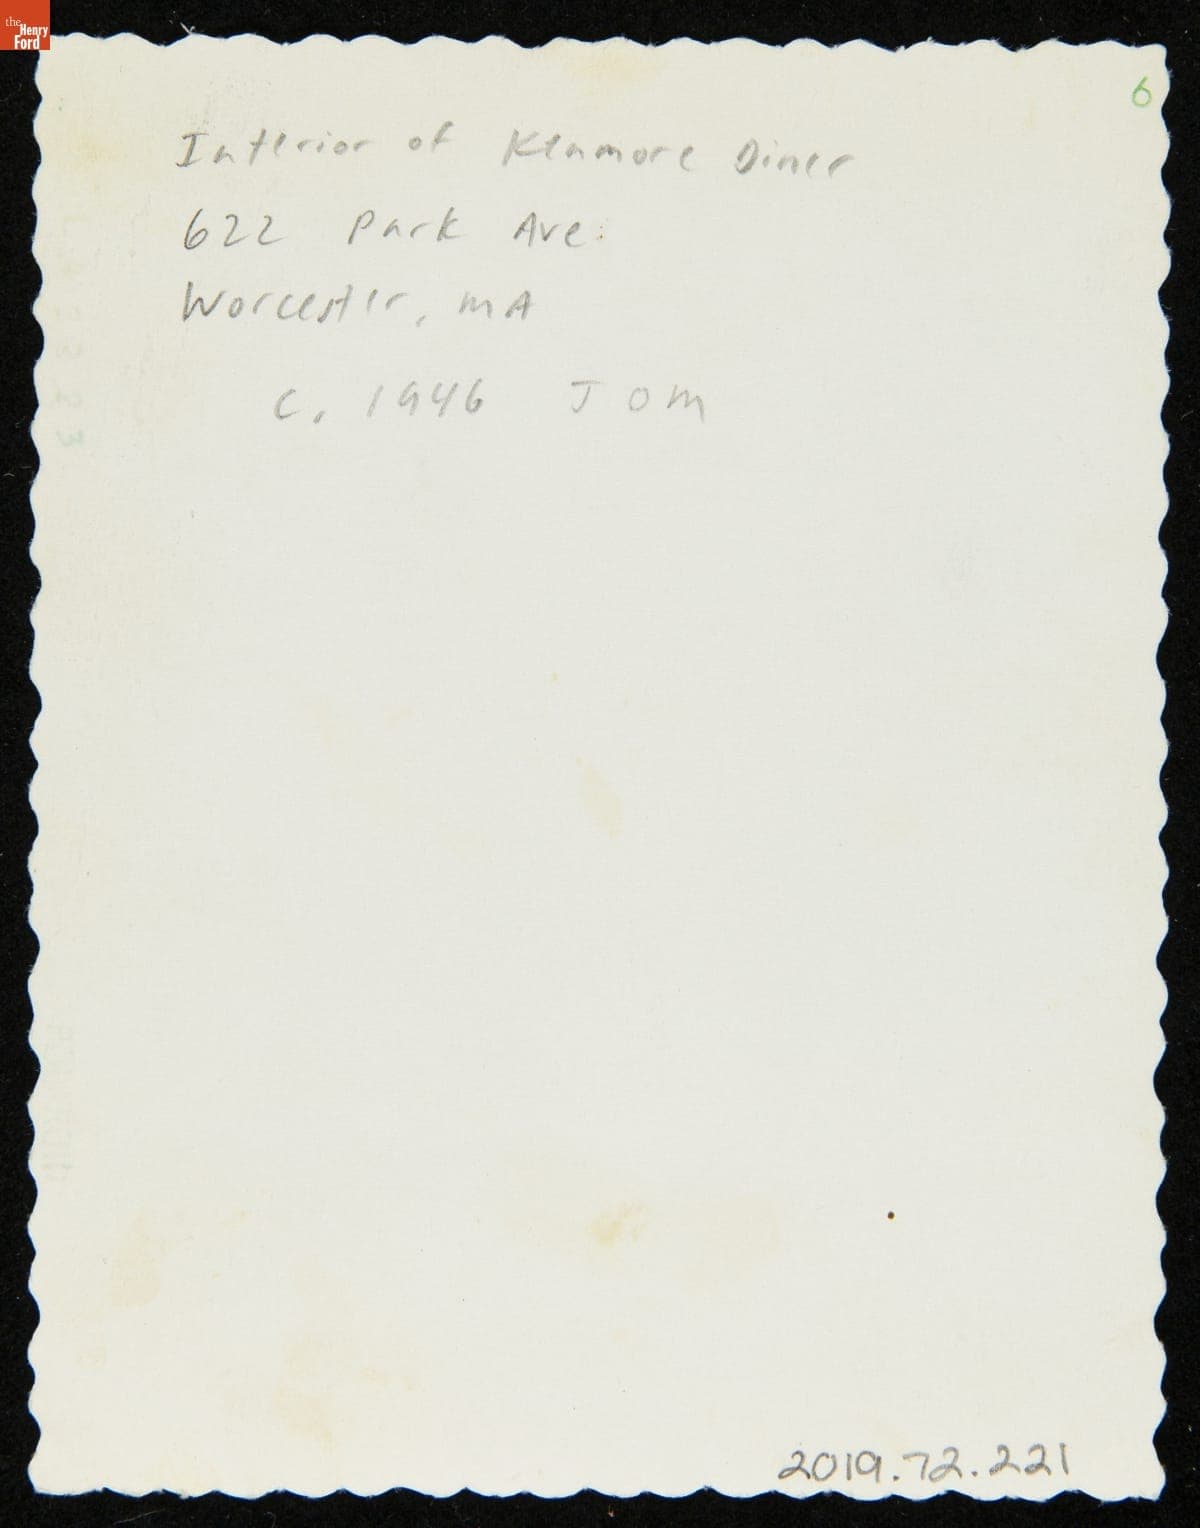 the
Henry
Ford
6
Interior of Kenmore Diner
622 Park Ave.
Worcester, MA
c. 1946 JOM
2019.72.221